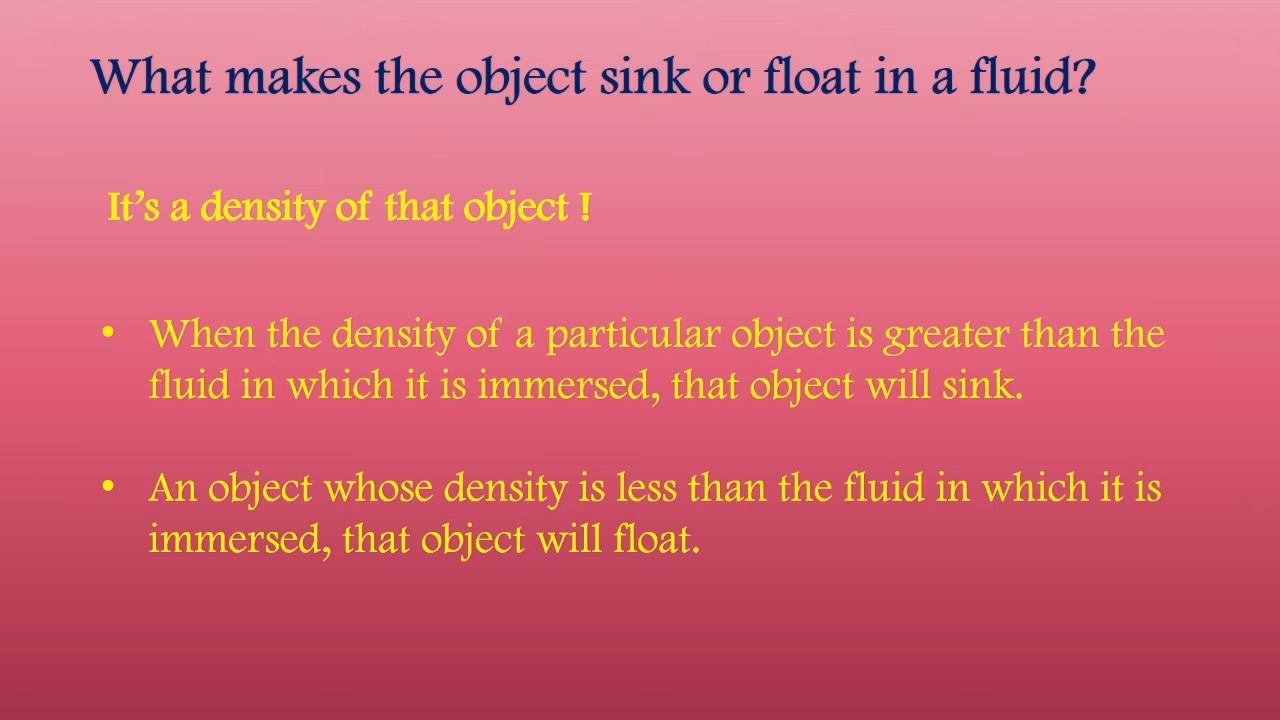 What makes the object sink or float in a fluid?
It's a density of that object !
• When the density of a particular object is greater than the
fluid in which it is immersed, that object will sink.
• An object whose density is less than the fluid in which it is
immersed, that object will float.